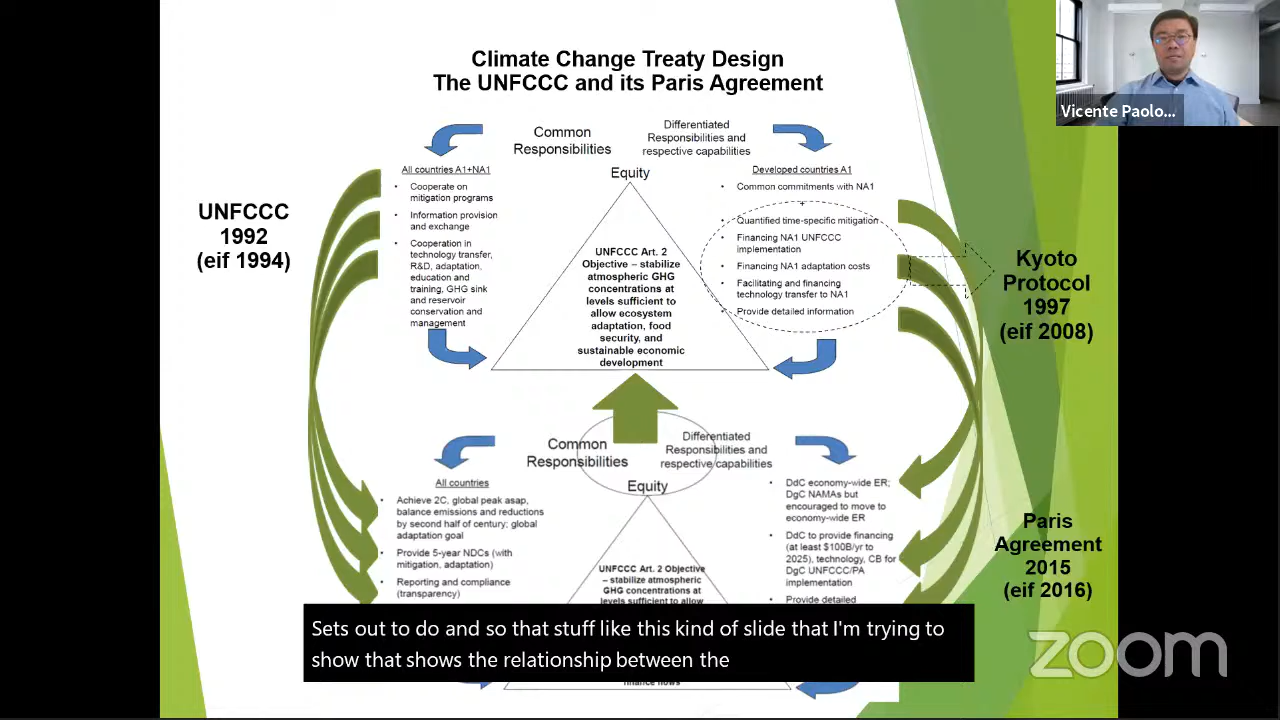 Climate Change Treaty Design
The UNFCCC and its Paris Agreement
Vicente Paolo...
Common
Responsibilities
Differentiated
Responsibilities and
respective capabilities
Equity
All countries A1+NA1
• Cooperate on
mitigation programs
• Information provision
and exchange
• Cooperation in
technology transfer,
R&D, adaptation,
education and
training, GHG sink
and reservoir
conservation and
management
Developed countries A1
• Common commitments with NA1
+
• Quantified time-specific mitigation
• Financing NA1 UNFCCC
implementation
• Financing NA1 adaptation costs
• Facilitating and financing
technology transfer to NA1
• Provide detailed information
UNFCCC
1992
(eif 1994)
UNFCCC Art. 2
Objective – stabilize
atmospheric GHG
concentrations at
levels sufficient to
allow ecosystem
adaptation, food
security, and
sustainable economic
development
Kyoto
Protocol
1997
(eif 2008)
Common
Responsibilities
Differentiated
Responsibilities and
respective capabilities
Equity
All countries
• Achieve 2C, global peak asap,
balance emissions and reductions
by second half of century; global
adaptation goal
• Provide 5-year NDCs (with
mitigation, adaptation)
• Reporting and compliance
(transparency)
• DdC economy-wide ER;
DgC NAMAs but
encouraged to move to
economy-wide ER
• DdC to provide financing
(at least $100B/yr to
2025), technology, CB for
DgC UNFCCC/PA
implementation
• Provide detailed
UNFCCC Art. 2 Objective
– stabilize atmospheric
GHG concentrations at
levels sufficient to allow
Paris
Agreement
2015
(eif 2016)
Sets out to do and so that stuff like this kind of slide that I'm trying to
show that shows the relationship between the
finance flows
zoom